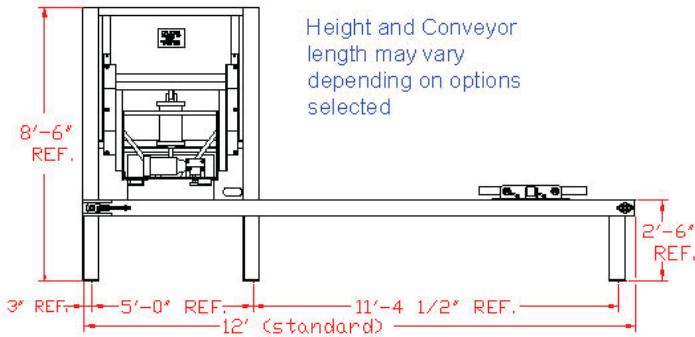 Height and Conveyor
length may vary
depending on options
selected
8'-6"
REF.
2'-6"
REF.
3" REF.
5'-0" REF.
11'-4 1/2" REF.
12' (standard)